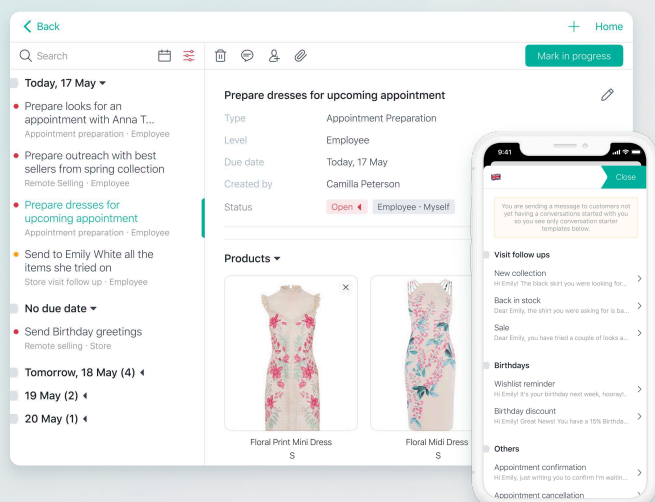 Back
Home
Search
Mark in progress
Today, 17 May
Prepare looks for an
appointment with Anna T...
Appointment preparation · Employee
Prepare outreach with best
sellers from spring collection
Remote Selling · Employee
Prepare dresses for
upcoming appointment
Appointment preparation · Employee
Send to Emily White all the
items she tried on
Store visit follow up · Employee
No due date
Send Birthday greetings
Remote selling · Store
Tomorrow, 18 May (4)
19 May (2)
20 May (1)
Prepare dresses for upcoming appointment
Type Appointment Preparation
Level Employee
Due date Today, 17 May
Created by Camilla Peterson
Status Open Employee - Myself
Products
Floral Print Mini Dress
S
Floral Midi Dress
S
9:41
Close
You are sending a message to customers not
yet having a conversations started with you
so you see only conversation starter
templates below.
Visit follow ups
New collection
Hi Emily! The black skirt you were looking for...
Back in stock
Dear Emily, the shirt you were asking for is ba...
Sale
Dear Emily, you have tried a couple of looks a...
Birthdays
Wishlist reminder
Hi Emily! It's your birthday next week, hooray!..
Birthday discount
Hi Emily! Great News! You have a 15% Birthda...
Others
Appointment confirmation
Hi Emily, just writing you to confirm I'm waitin...
Appointment cancellation